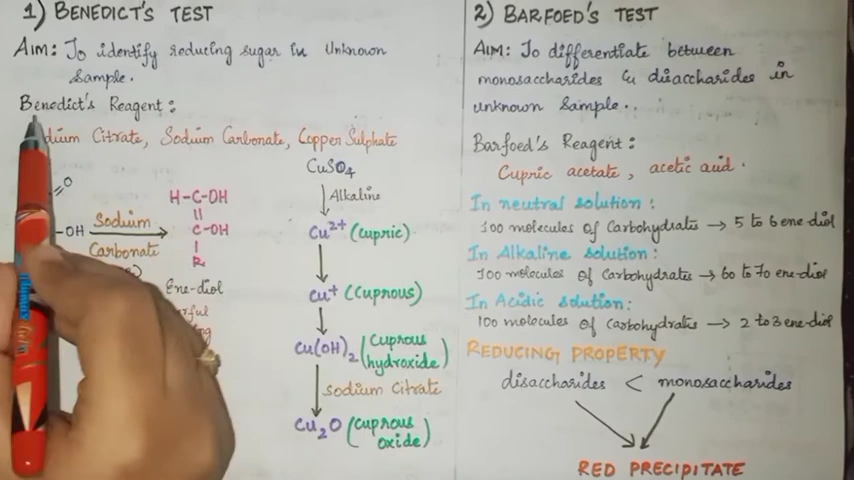 1) BENEDICT'S TEST
AIM: To identify reducing sugar in Unknown
Sample.
Benedict's Reagent:
Sodium Citrate, Sodium Carbonate, Copper Sulphate
CuSO4
Alkaline
Cu2+ (Cupric)
Cu+ (Cuprous)
Cu(OH)2 (Cuprous hydroxide)
Sodium Citrate
Cu2O (Cuprous oxide)
O
-OH
Sodium
Carbonate
H-C-OH
C-OH
R
Ene-diol
2) BARFOED'S TEST
AIM: To differentiate between
monosaccharides & disaccharides in
unknown Sample..
Barfoed's Reagent:
Cupric acetate, acetic acid.
In neutral solution:
100 molecules of Carbohydrates → 5 to 6 ene-diol
In Alkaline solution:
100 molecules of Carbohydrates → 60 to 70 ene-diol
In Acidic solution:
100 molecules of Carbohydrates → 2 to 3 ene-diol
REDUCING PROPERTY
disaccharides < monosaccharides
RED PRECIPITATE